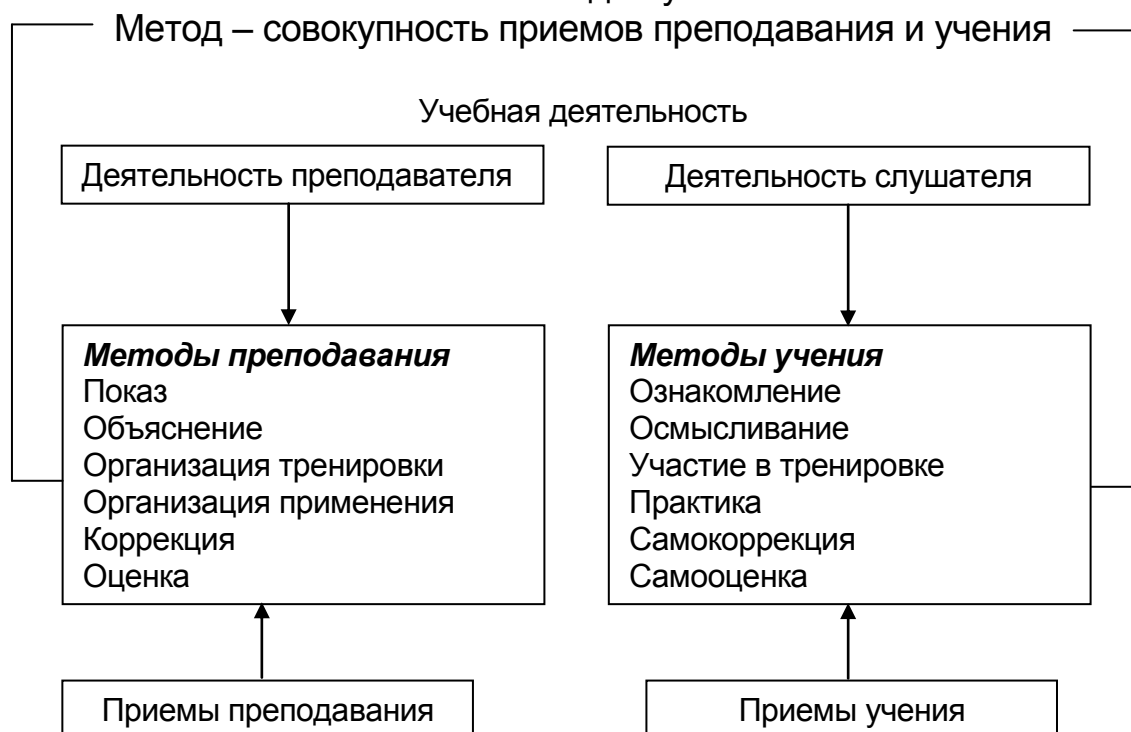 Метод – совокупность приемов преподавания и учения
Учебная деятельность
Деятельность преподавателя
Деятельность слушателя
Методы преподавания
Показ
Объяснение
Организация тренировки
Организация применения
Коррекция
Оценка
Методы учения
Ознакомление
Осмысливание
Участие в тренировке
Практика
Самокоррекция
Самооценка
Приемы преподавания
Приемы учения